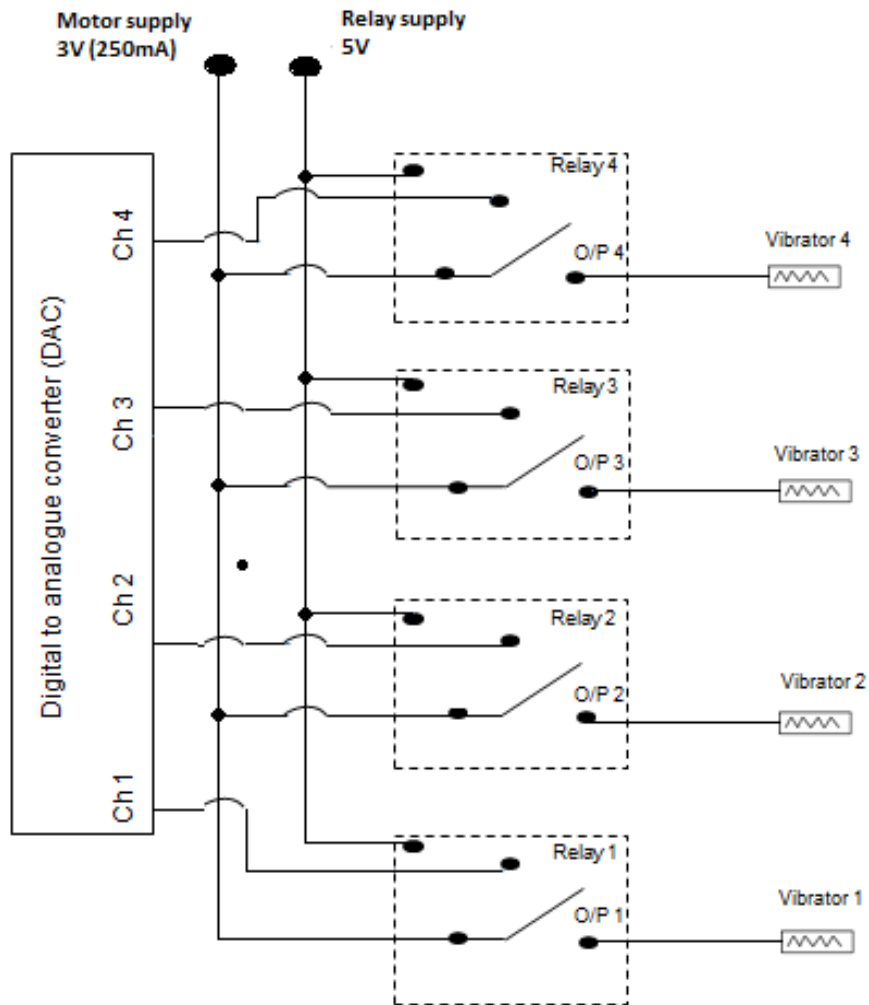 Motor supply
3V (250mA)
Relay supply
5V
Digital to analogue converter (DAC)
Ch 4
Ch 3
Ch 2
Ch 1
Relay 4
O/P 4
Vibrator 4
Relay 3
O/P 3
Vibrator 3
Relay 2
O/P 2
Vibrator 2
Relay 1
O/P 1
Vibrator 1